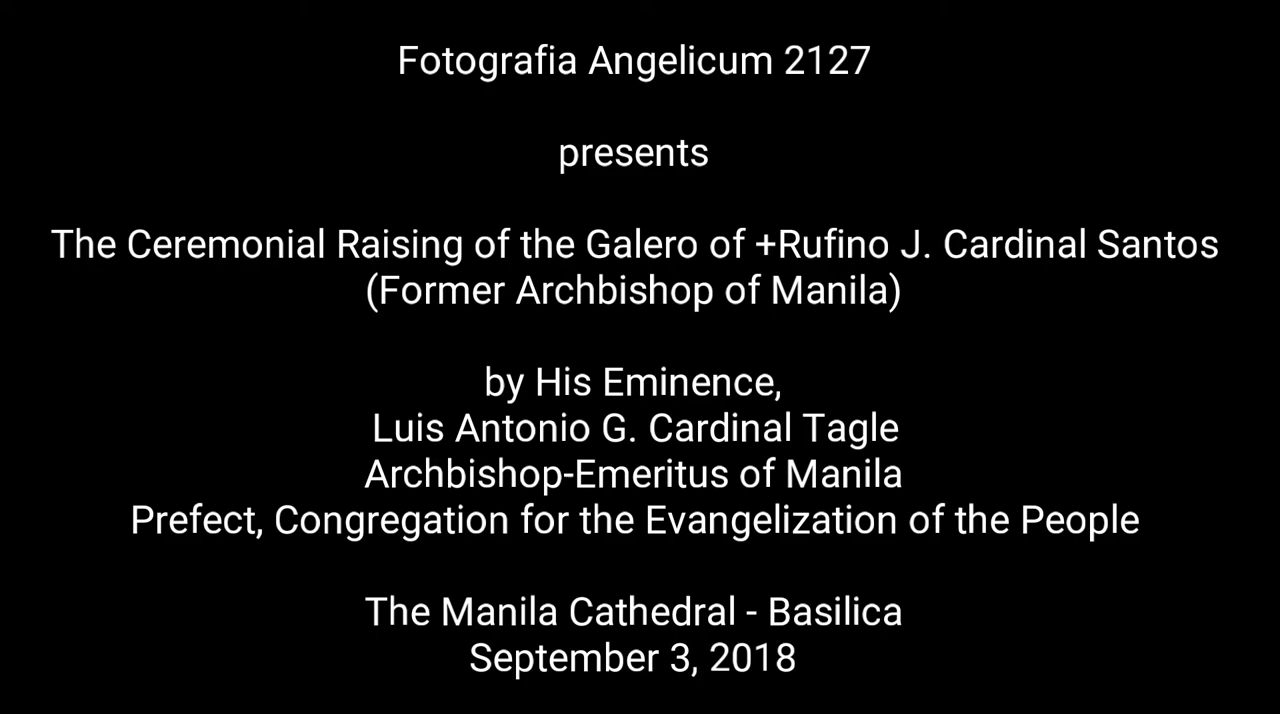 Fotografia Angelicum 2127
presents
The Ceremonial Raising of the Galero of +Rufino J. Cardinal Santos
(Former Archbishop of Manila)
by His Eminence,
Luis Antonio G. Cardinal Tagle
Archbishop-Emeritus of Manila
Prefect, Congregation for the Evangelization of the People
The Manila Cathedral - Basilica
September 3, 2018